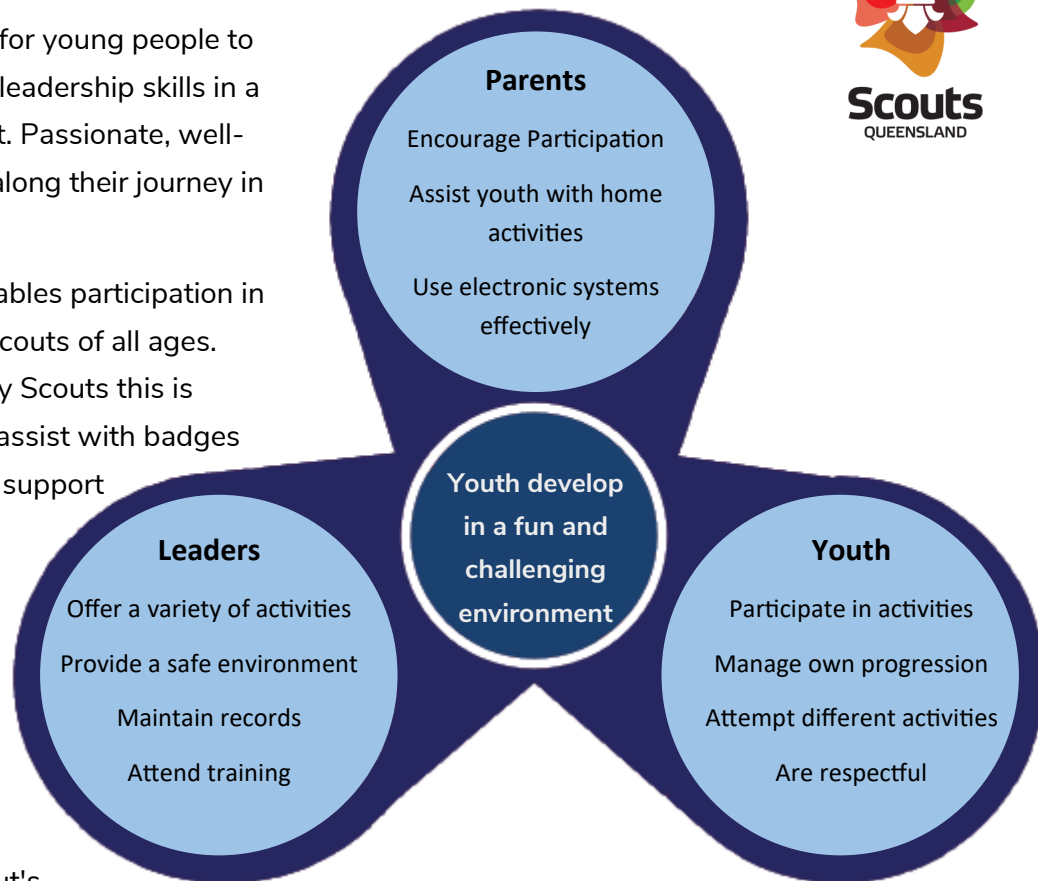 for young people to
leadership skills in a
t. Passionate, well-
along their journey in
ables participation in
couts of all ages.
y Scouts this is
assist with badges
support
Scouts
QUEENSLAND
Parents
Encourage Participation
Assist youth with home
activities
Use electronic systems
effectively
Youth develop
in a fun and
challenging
environment
Leaders
Offer a variety of activities
Provide a safe environment
Maintain records
Attend training
Youth
Participate in activities
Manage own progression
Attempt different activities
Are respectful